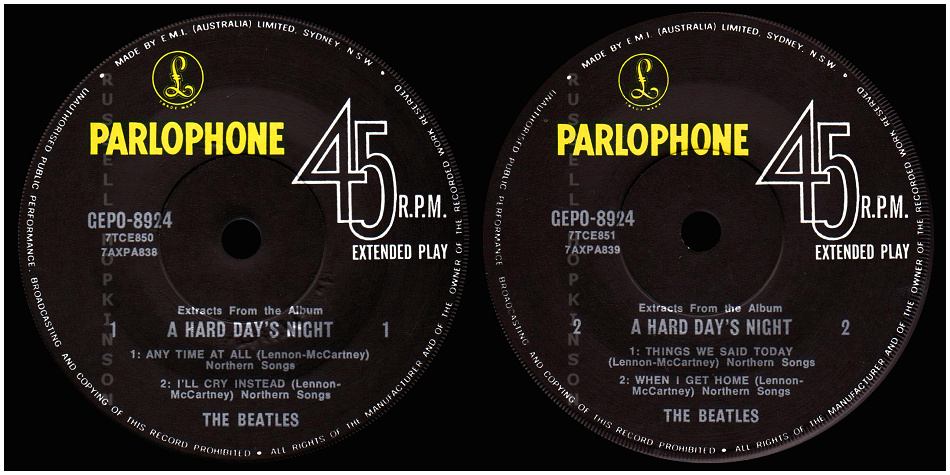 MADE BY E.M.I. (AUSTRALIA) LIMITED, SYDNEY, N S W •
UNAUTHORISED PUBLIC PERFORMANCE, BROADCASTING AND COPYING OF THIS RECORD PROHIBITED • ALL RIGHTS OF THE MANUFACTURER AND OF THE OWNER OF THE RECORDED WORK RESERVED
£
TRADE MARK
PARLOPHONE
45
R.P.M.
EXTENDED PLAY
GEPO-8924
7TCE850
7AXPA838
Extracts From the Album
1 A HARD DAY'S NIGHT 1
1: ANY TIME AT ALL (Lennon-McCartney)
Northern Songs
2: I'LL CRY INSTEAD (Lennon-
McCartney) Northern Songs
THE BEATLES
RUSSELL HOPKINSON
MADE BY E.M.I. (AUSTRALIA) LIMITED, SYDNEY, N S W •
UNAUTHORISED PUBLIC PERFORMANCE, BROADCASTING AND COPYING OF THIS RECORD PROHIBITED • ALL RIGHTS OF THE MANUFACTURER AND OF THE OWNER OF THE RECORDED WORK RESERVED
£
TRADE MARK
PARLOPHONE
45
R.P.M.
EXTENDED PLAY
GEPO-8924
7TCE851
7AXPA839
Extracts From the Album
2 A HARD DAY'S NIGHT 2
1: THINGS WE SAID TODAY
(Lennon-McCartney) Northern Songs
2: WHEN I GET HOME (Lennon-
McCartney) Northern Songs
THE BEATLES
RUSSELL HOPKINSON